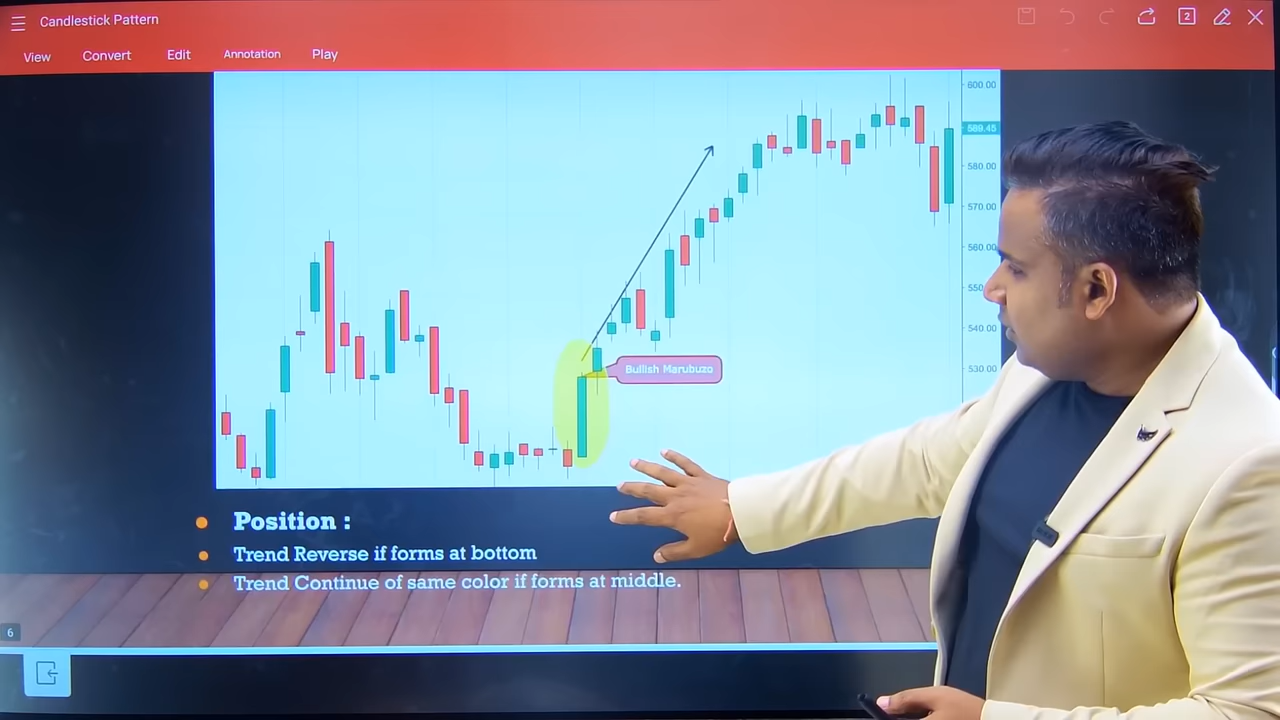 Candlestick Pattern
2
View Convert Edit Annotation Play
600.00
589.45
580.00
570.00
560.00
540.00
530.00
Bullish Marubuzo
Position :
Trend Reverse if forms at bottom
Trend Continue of same color if forms at middle.
6